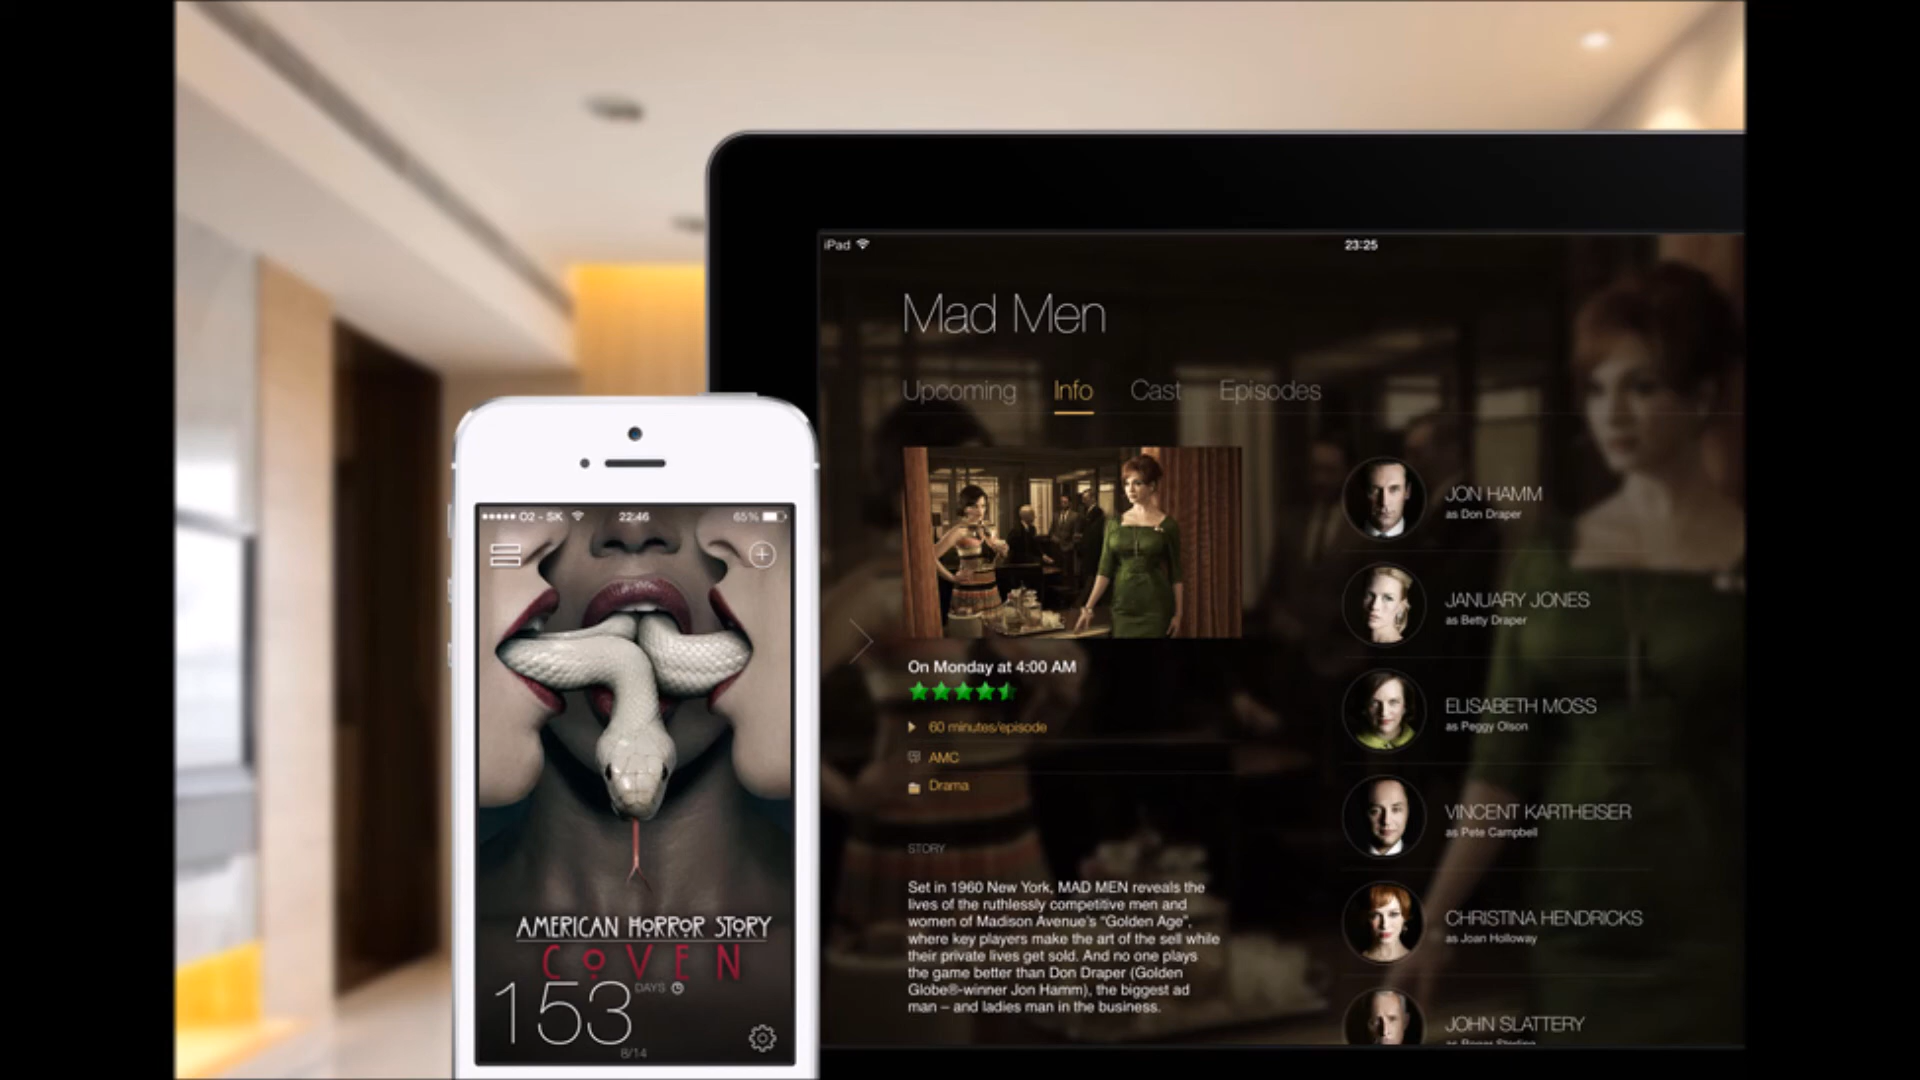 iPad
23:25
Mad Men
Upcoming Info Cast Episodes
On Monday at 4:00 AM
60 minutes/episode
AMC
Drama
STORY
Set in 1960 New York, MAD MEN reveals the
lives of the ruthlessly competitive men and
women of Madison Avenue's "Golden Age",
where key players make the art of the sell while
their private lives get sold. And no one plays
the game better than Don Draper (Golden
Globe®-winner Jon Hamm), the biggest ad
man – and ladies man in the business.
JON HAMM
as Don Draper
JANUARY JONES
as Betty Draper
ELISABETH MOSS
as Peggy Olson
VINCENT KARTHEISER
as Pete Campbell
CHRISTINA HENDRICKS
as Joan Holloway
JOHN SLATTERY
O2 - SK
22:46
65%
AMERICAN HORROR STORY
COVEN
153
DAYS
8/14